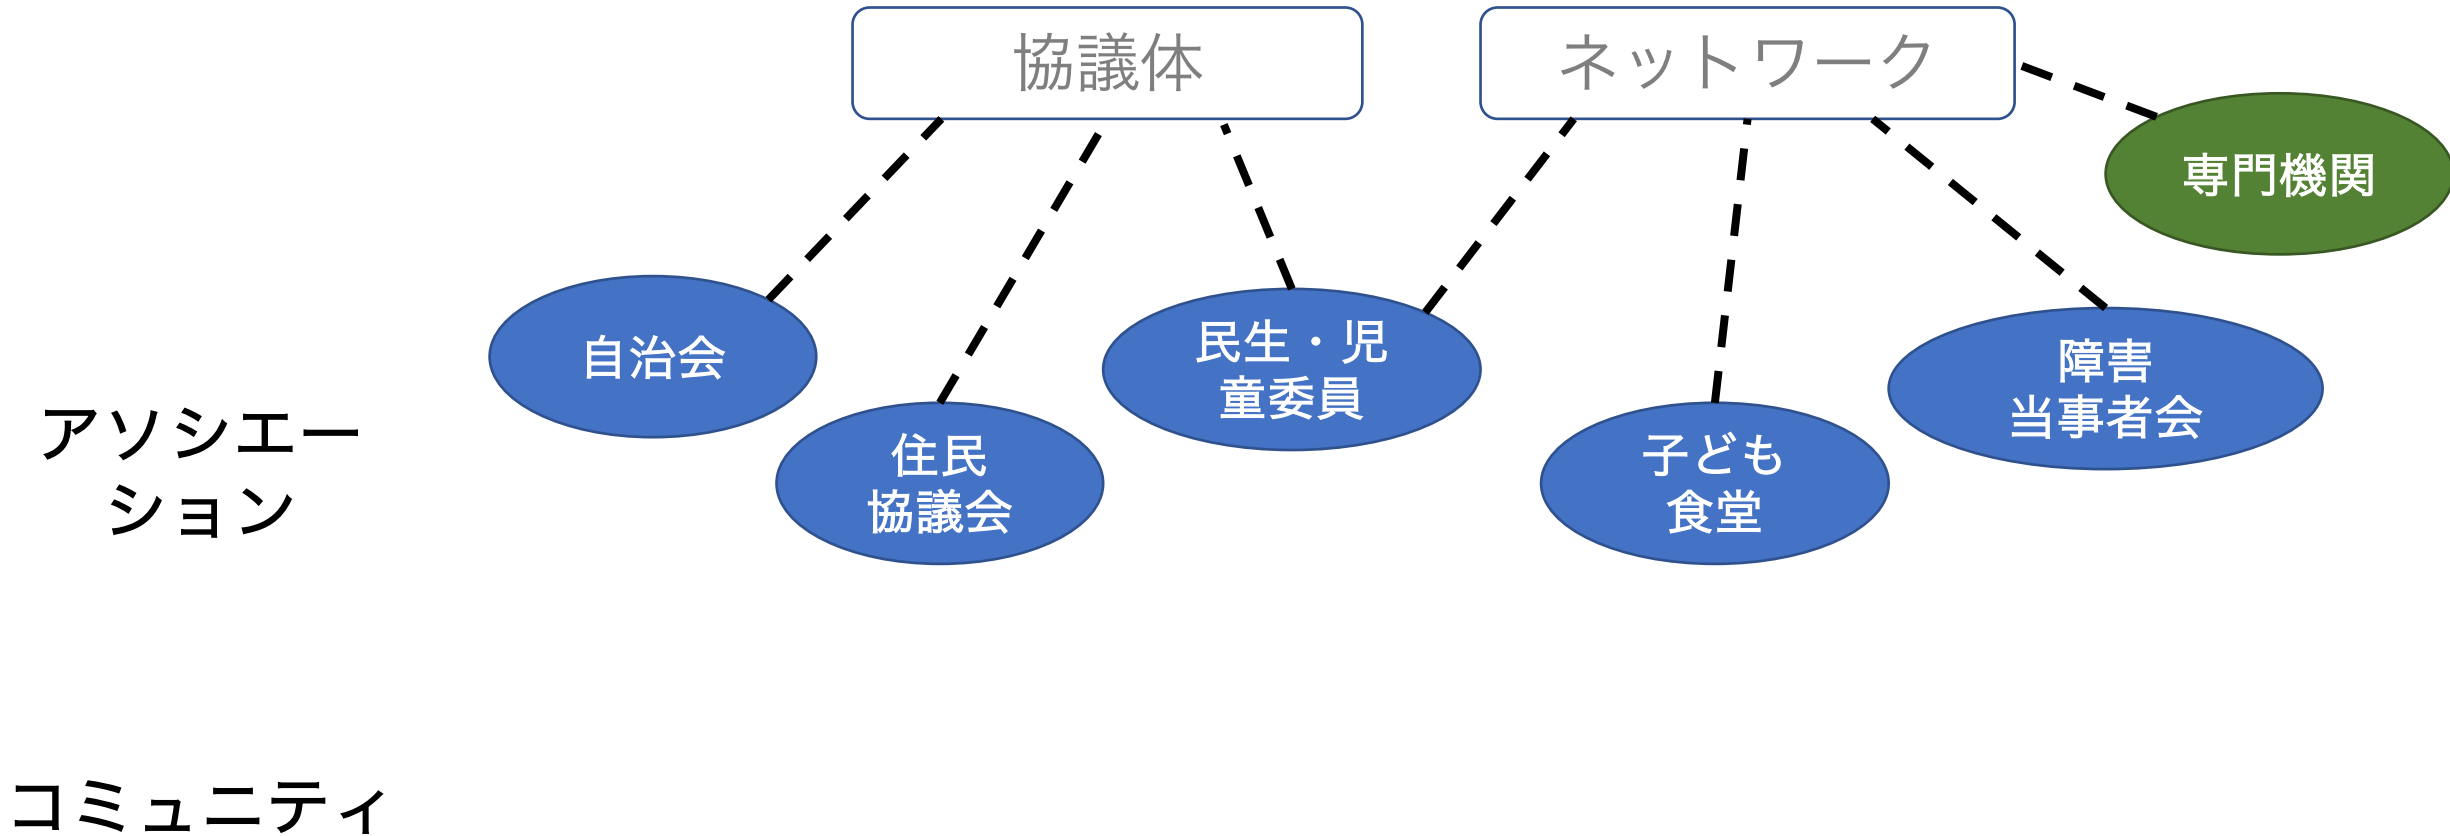 協議体
ネットワーク
専門機関
自治会
民生・児
童委員
障害
当事者会
アソシエー
ション
住民
協議会
子ども
食堂
コミュニティ